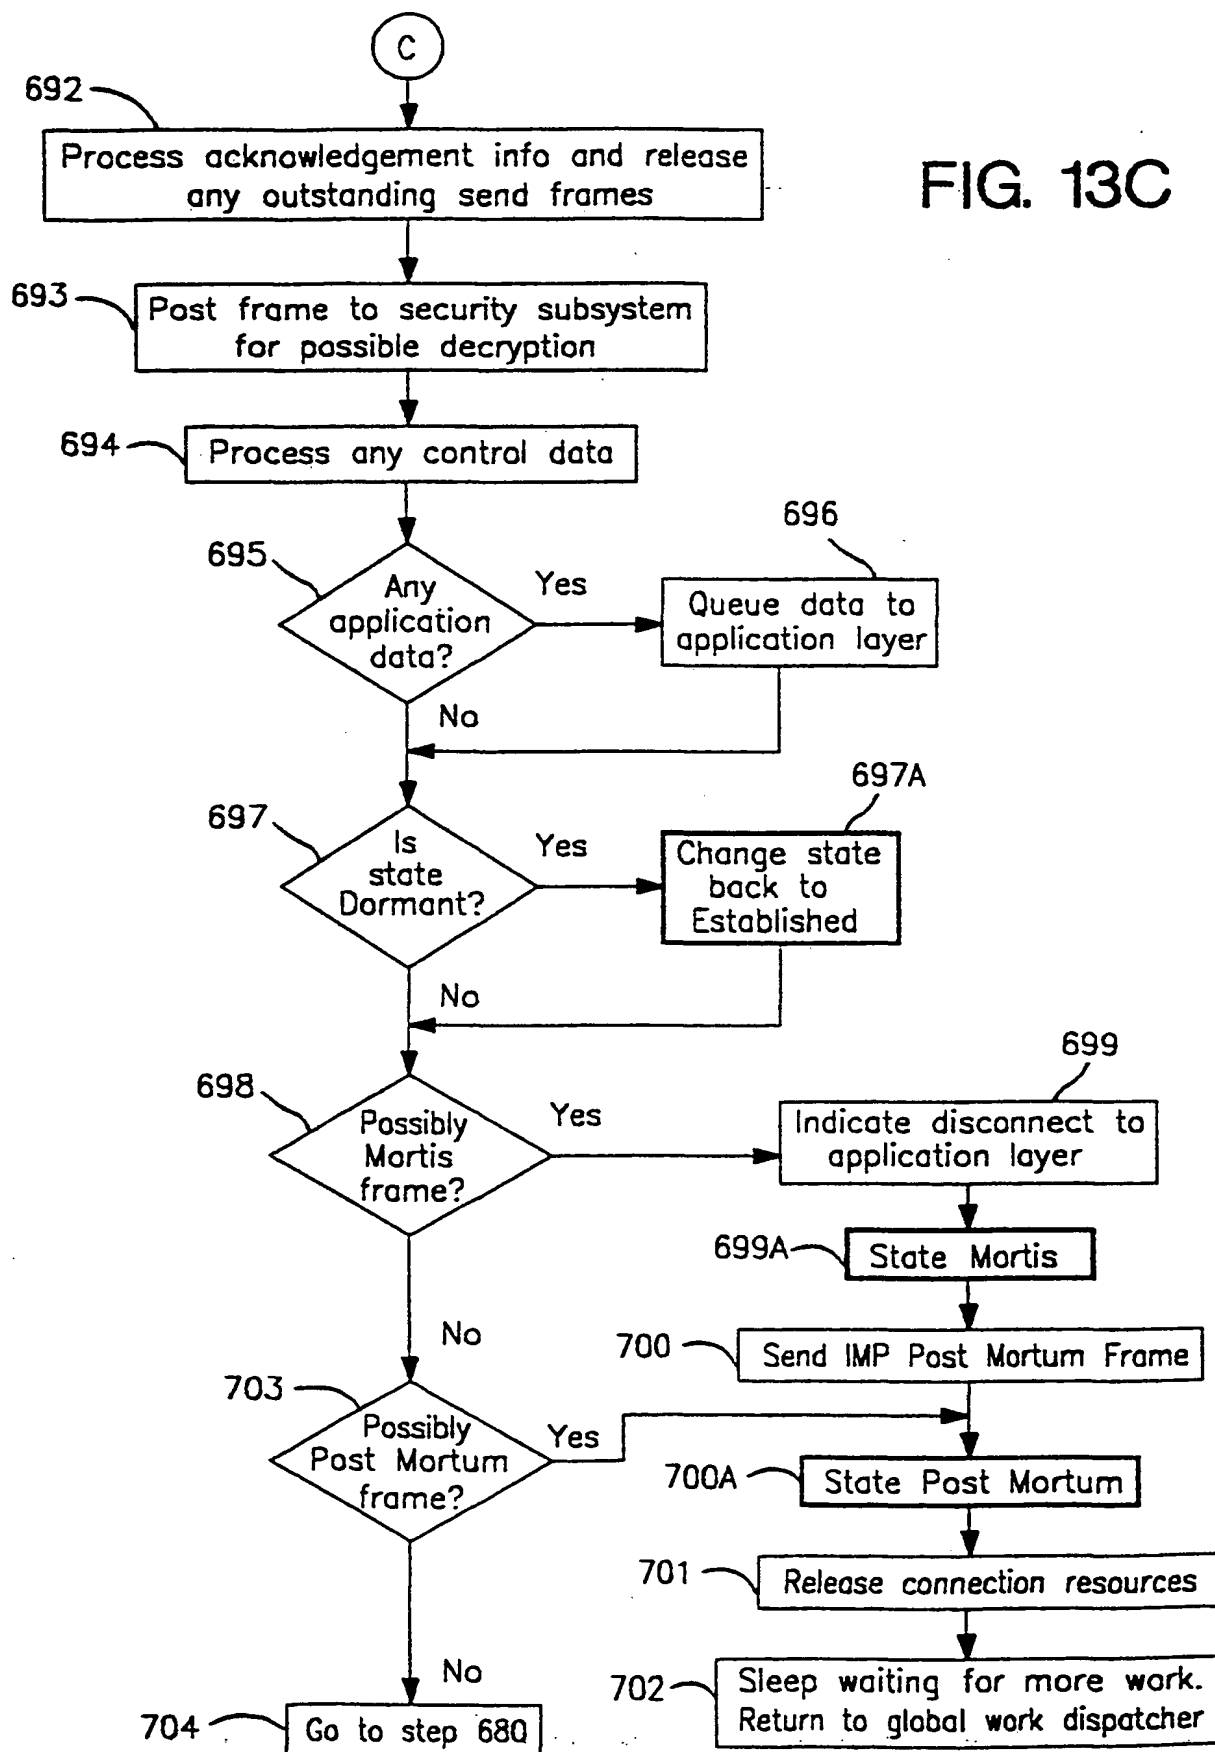 C
692
Process acknowledgement info and release
any outstanding send frames
FIG. 13C
693
Post frame to security subsystem
for possible decryption
694
Process any control data
695
Any
application
data?
Yes
696
Queue data to
application layer
No
697
Is
state
Dormant?
Yes
697A
Change state
back to
Established
No
698
Possibly
Mortis
frame?
Yes
699
Indicate disconnect to
application layer
699A
State Mortis
No
700
Send IMP Post Mortum Frame
703
Possibly
Post Mortum
frame?
Yes
700A
State Post Mortum
701
Release connection resources
No
702
Sleep waiting for more work.
Return to global work dispatcher
704
Go to step 680